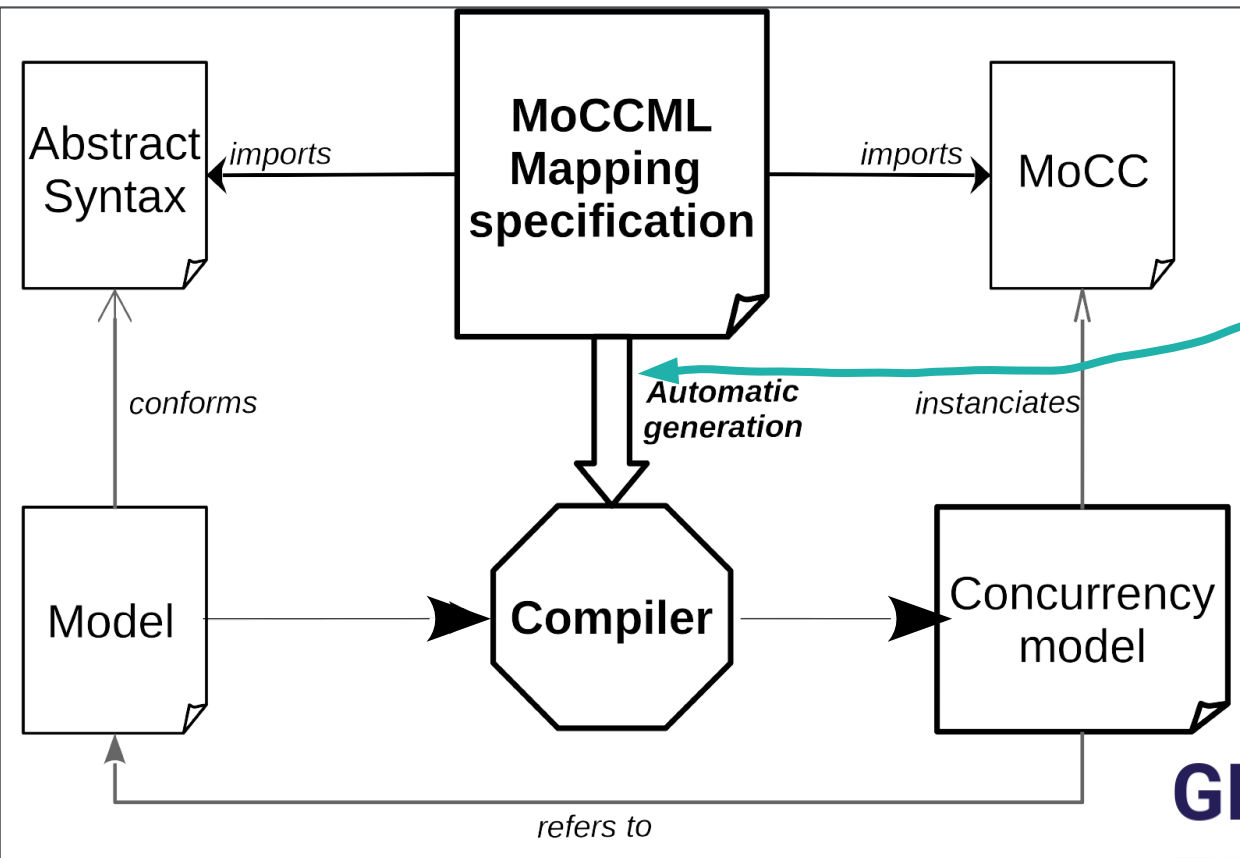 MoCCML
Mapping
specification
Abstract
Syntax
imports
imports
MoCC
conforms
Automatic
generation
instanciates
Model
Compiler
Concurrency
model
refers to